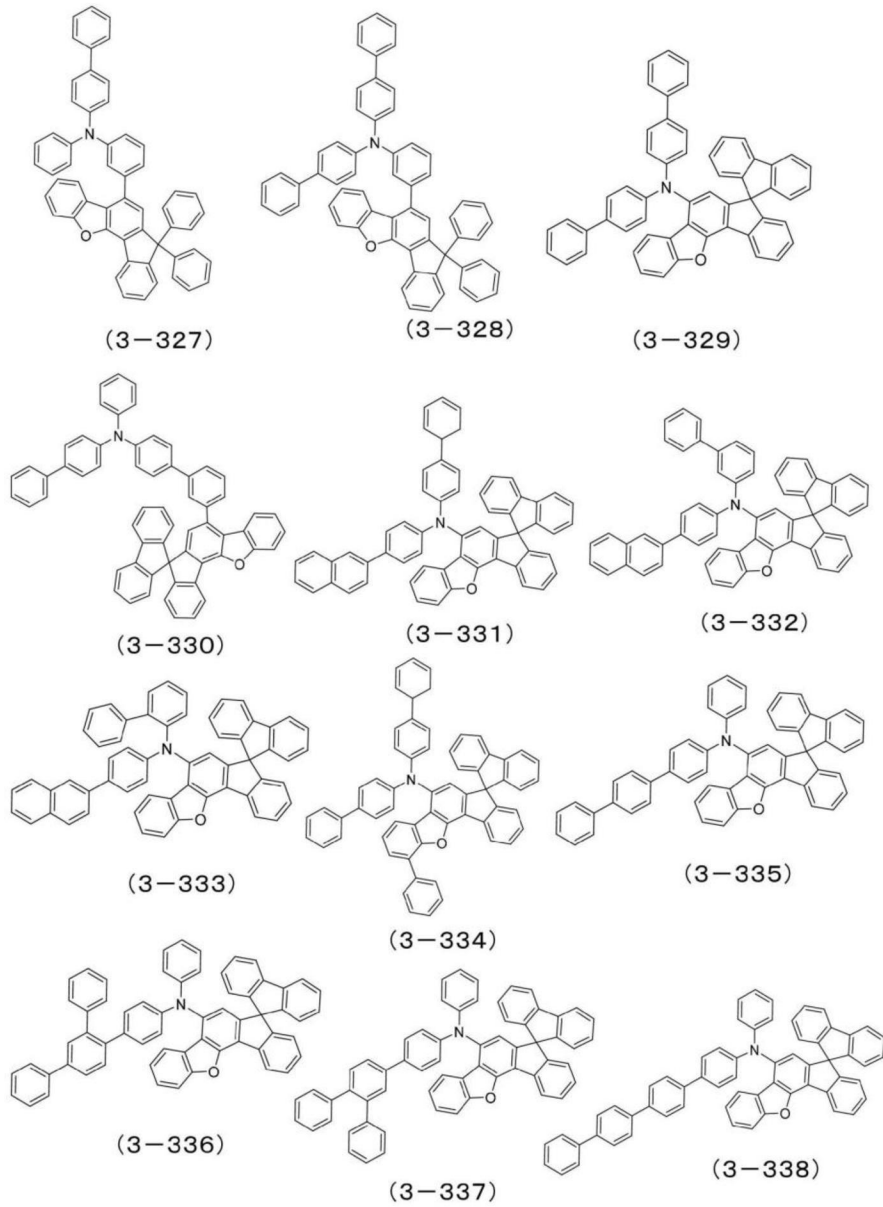 N
O
(3-327)
N
O
(3-328)
N
O
(3-329)
N
O
(3-330)
N
O
(3-331)
N
O
(3-332)
N
O
(3-333)
N
O
(3-334)
N
O
(3-335)
N
O
(3-336)
N
O
(3-337)
N
O
(3-338)